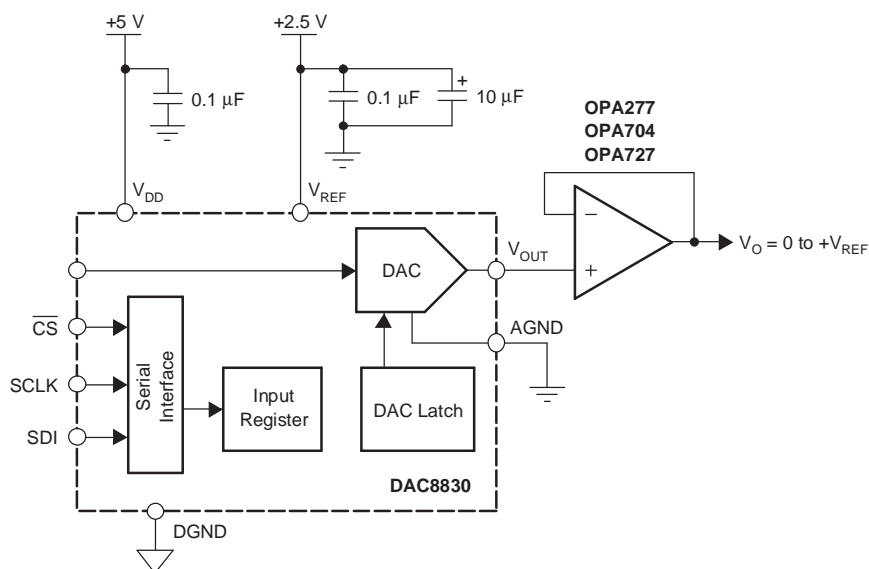 +5 V
+2.5 V
0.1 μF
0.1 μF
+
10 μF
OPA277
OPA704
OPA727
V_DD
V_REF
DAC
V_OUT
−
+
V_O = 0 to +V_REF
C̅S̅
SCLK
SDI
Serial
Interface
Input
Register
DAC Latch
AGND
DAC8830
DGND